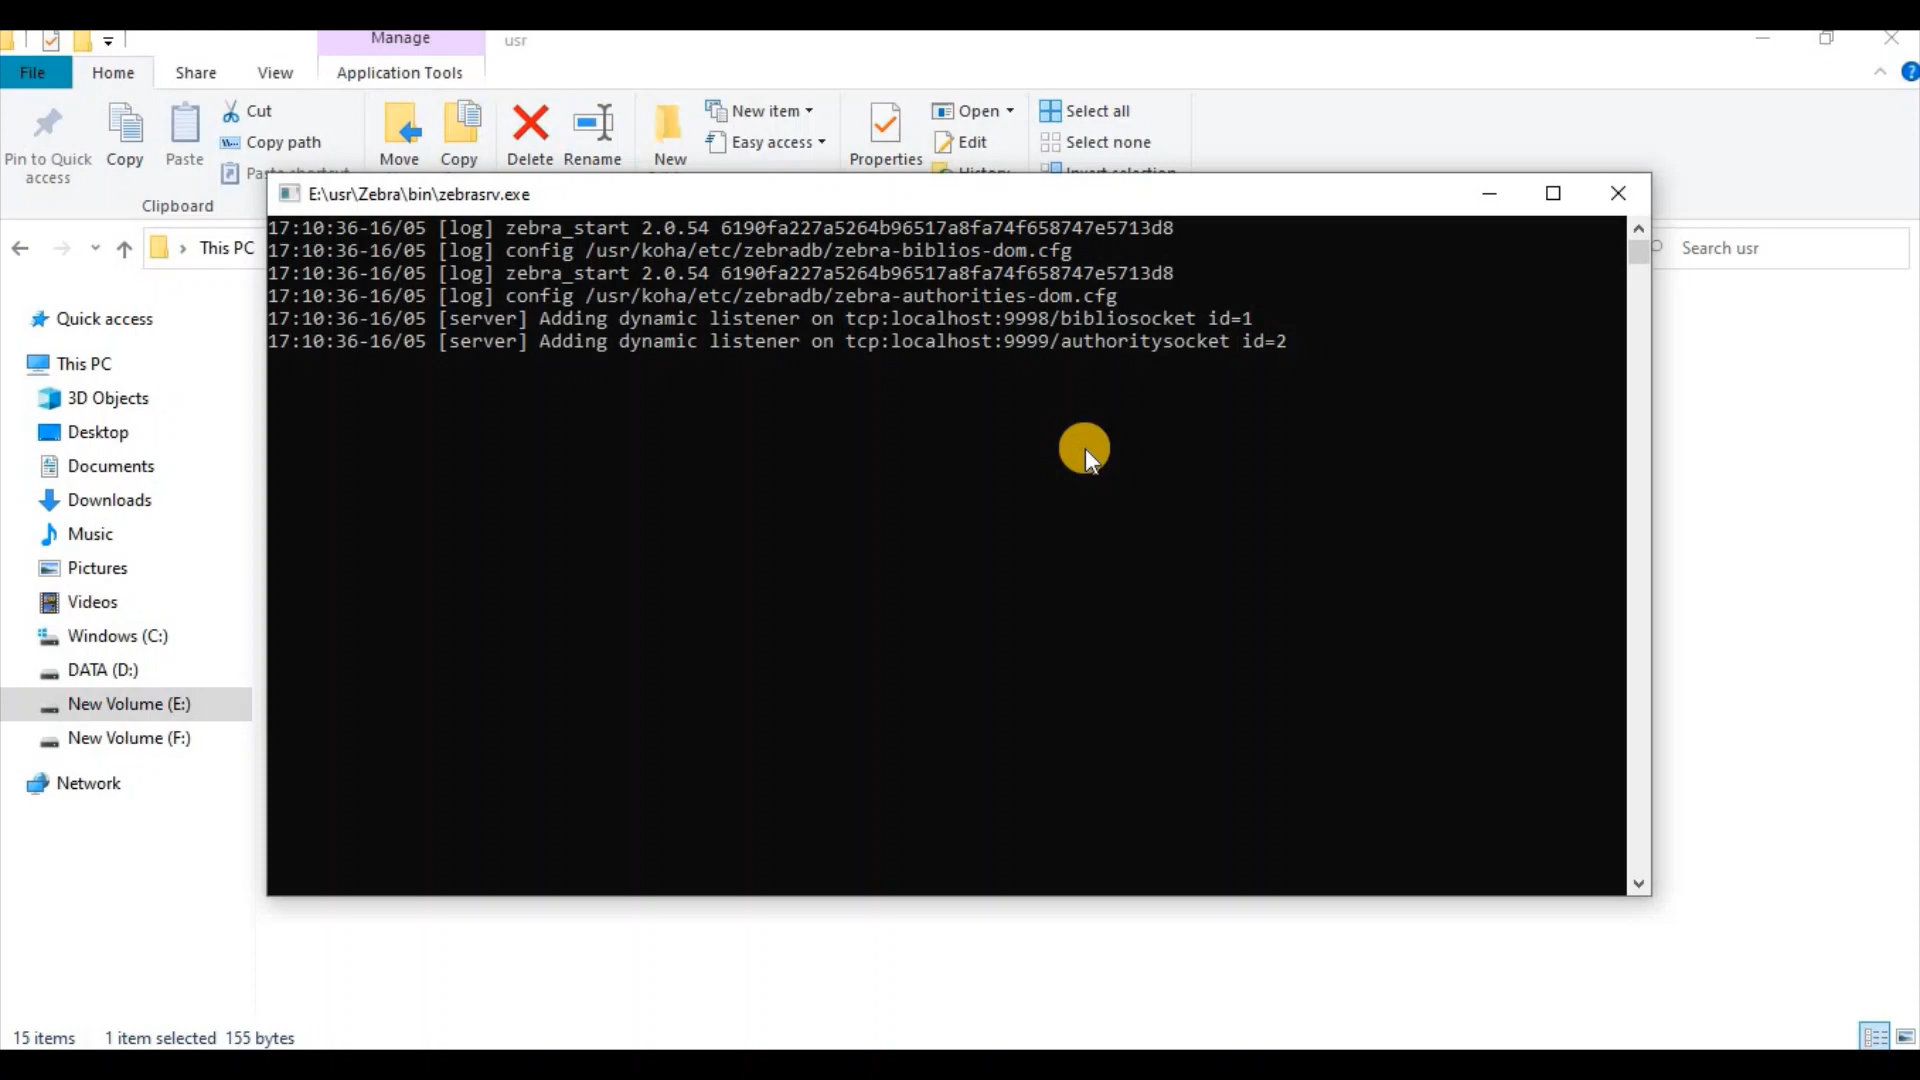 Manage
usr
File
Home
Share
View
Application Tools
Pin to Quick access
Copy
Paste
Cut
Copy path
Paste shortcut
Clipboard
Move
Copy
Delete
Rename
New
New item
Easy access
Properties
Open
Edit
History
Select all
Select none
Invert selection
This PC
Search usr
E:\usr\Zebra\bin\zebrasrv.exe
17:10:36-16/05 [log] zebra_start 2.0.54 6190fa227a5264b96517a8fa74f658747e5713d8
17:10:36-16/05 [log] config /usr/koha/etc/zebradb/zebra-biblios-dom.cfg
17:10:36-16/05 [log] zebra_start 2.0.54 6190fa227a5264b96517a8fa74f658747e5713d8
17:10:36-16/05 [log] config /usr/koha/etc/zebradb/zebra-authorities-dom.cfg
17:10:36-16/05 [server] Adding dynamic listener on tcp:localhost:9998/bibliosocket id=1
17:10:36-16/05 [server] Adding dynamic listener on tcp:localhost:9999/authoritysocket id=2
Quick access
This PC
3D Objects
Desktop
Documents
Downloads
Music
Pictures
Videos
Windows (C:)
DATA (D:)
New Volume (E:)
New Volume (F:)
Network
15 items 1 item selected 155 bytes